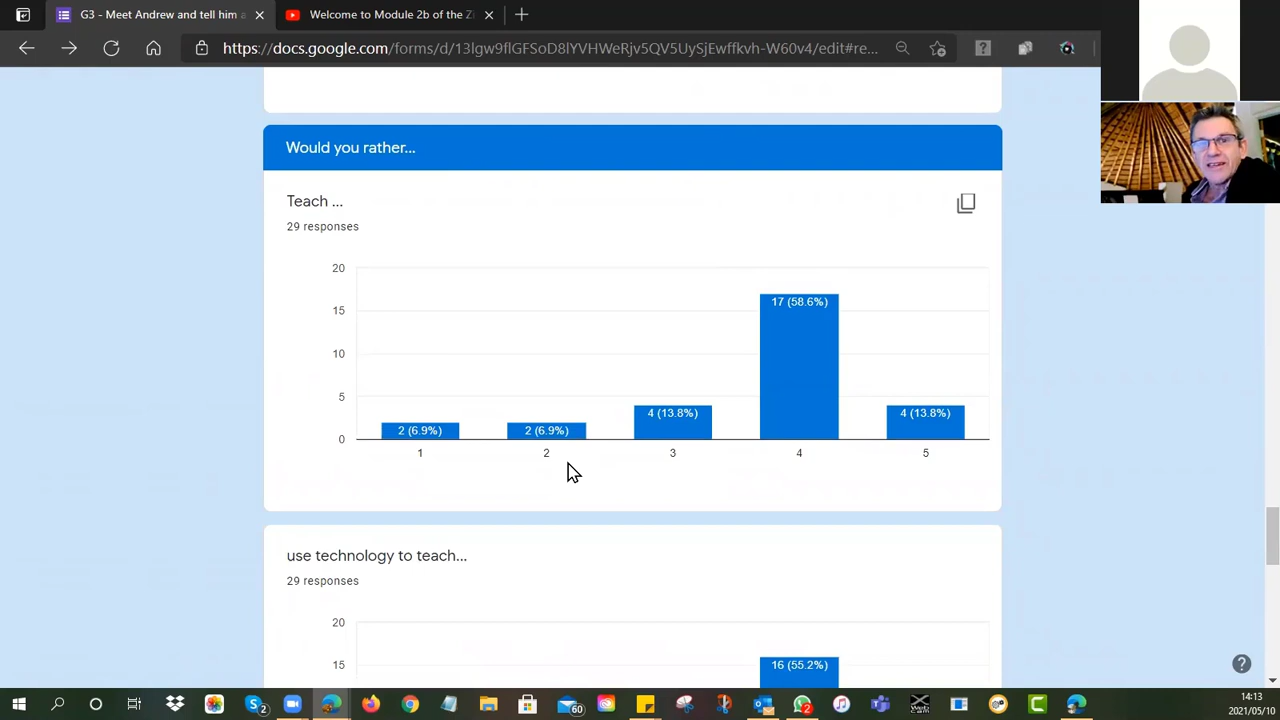 G3 - Meet Andrew and tell him a
Welcome to Module 2b of the Zi
https://docs.google.com/forms/d/13lgw9flGFSoD8lYVHWeRjv5QV5UySjEwffkvh-W60v4/edit#re...
Would you rather...
Teach ...
29 responses
20
15
10
5
0
2 (6.9%)
2 (6.9%)
4 (13.8%)
17 (58.6%)
4 (13.8%)
1
2
3
4
5
use technology to teach...
29 responses
20
15
16 (55.2%)
2
60
2
14:13
2021/05/10